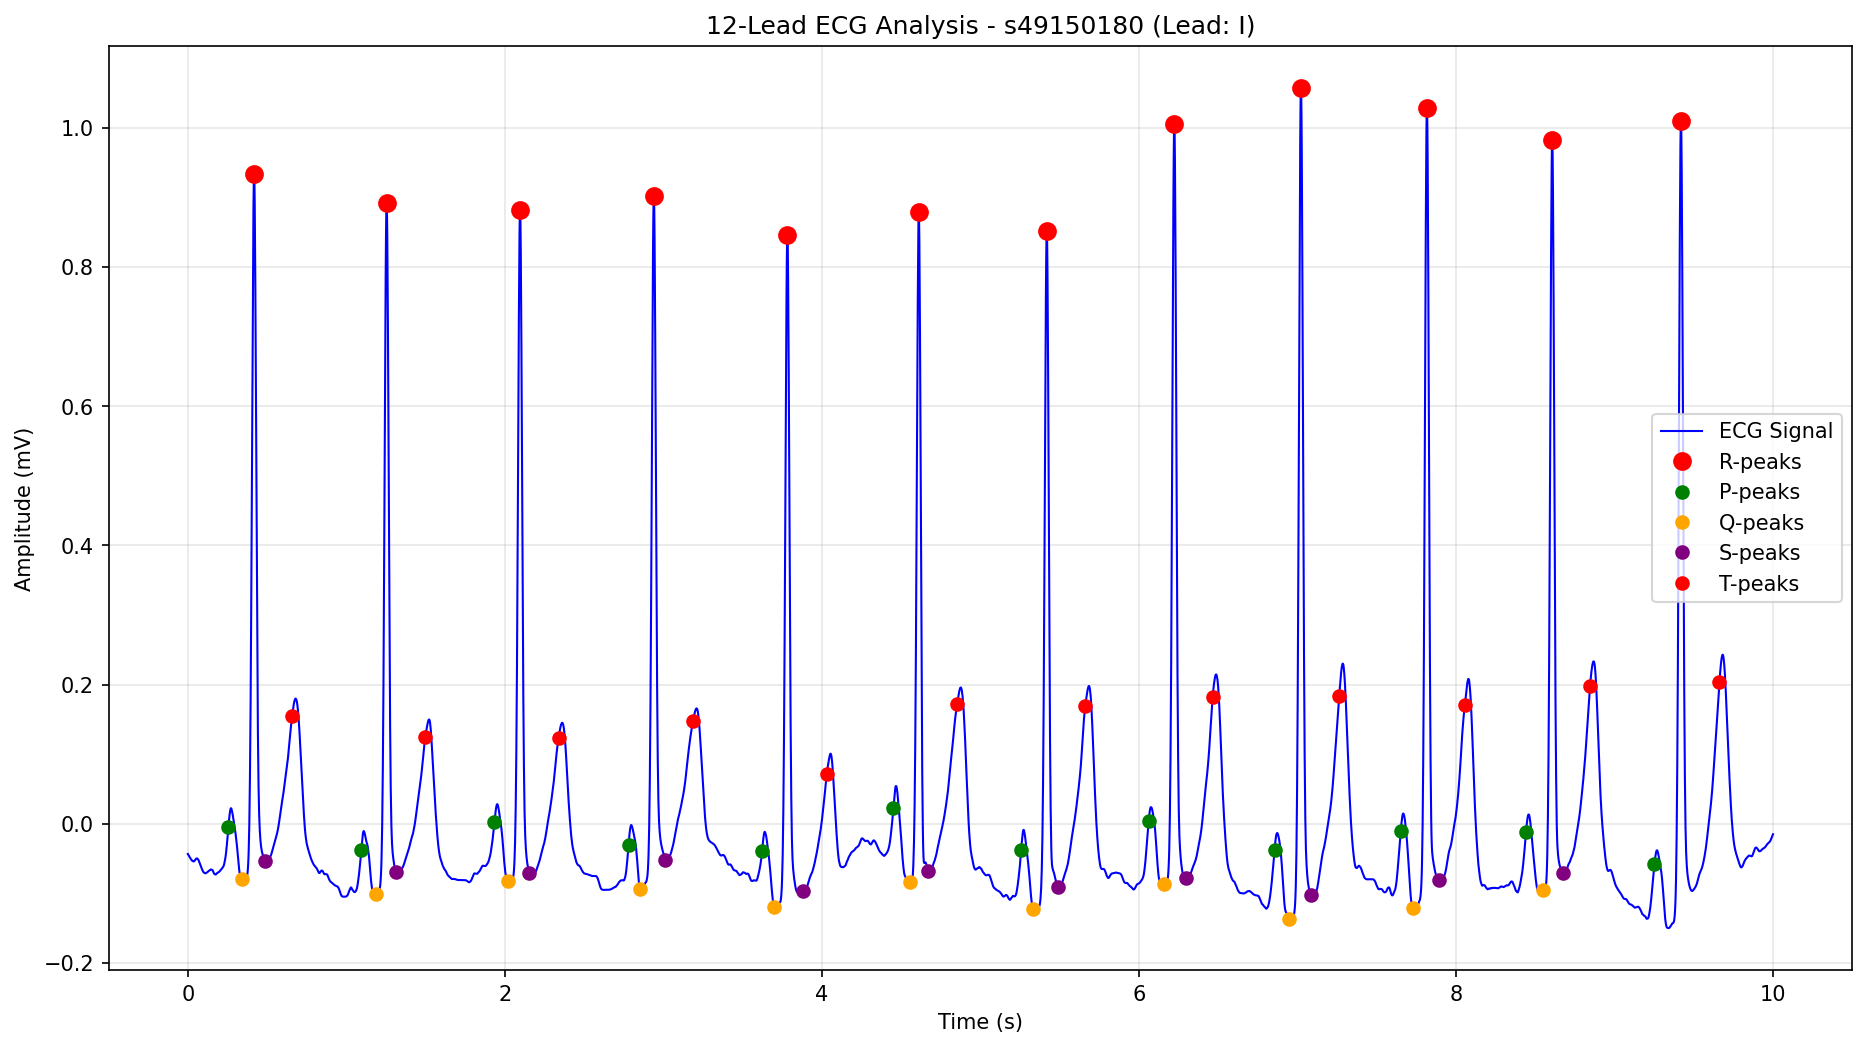 12-Lead ECG Analysis - s49150180 (Lead: I)
Amplitude (mV)
1.0
0.8
0.6
0.4
0.2
0.0
−0.2
ECG Signal
R-peaks
P-peaks
Q-peaks
S-peaks
T-peaks
0 2 4 6 8 10
Time (s)